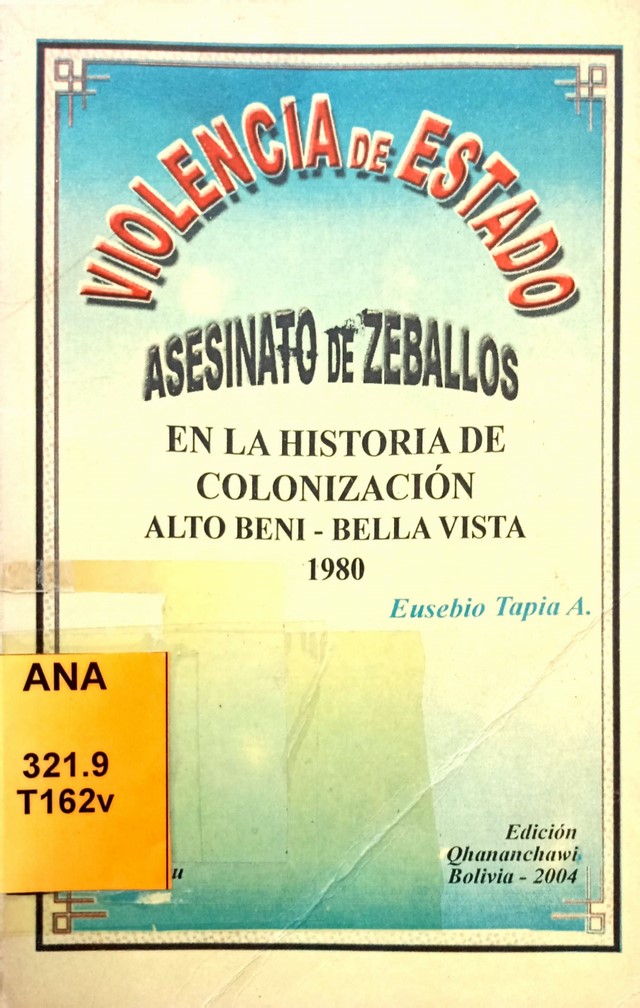 VIOLENCIA DE ESTADO
ASESINATO DE ZEBALLOS
EN LA HISTORIA DE
COLONIZACIÓN
ALTO BENI - BELLA VISTA
1980
Eusebio Tapia A.
ANA
321.9
T162v
Edición
Qhananchawi
Bolivia - 2004